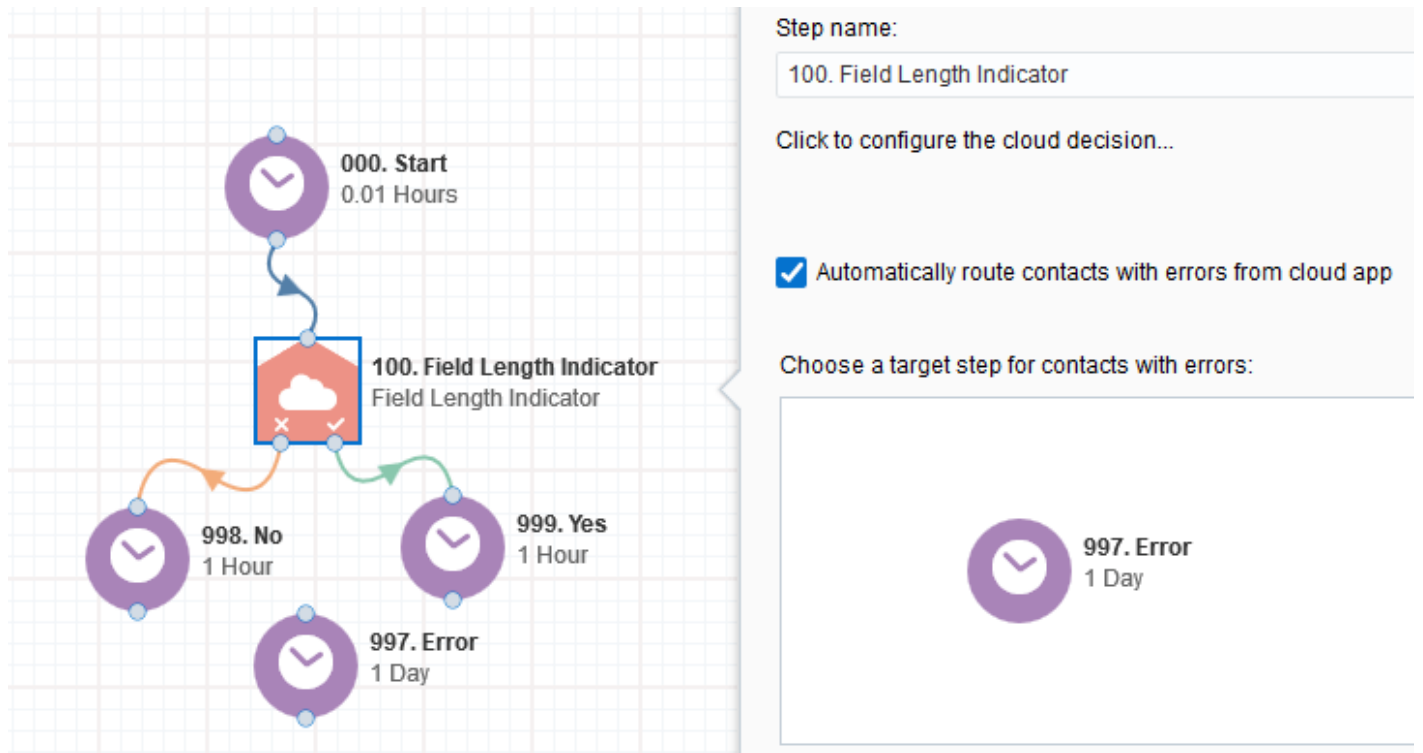 Step name:
100. Field Length Indicator
Click to configure the cloud decision...
000. Start
0.01 Hours
Automatically route contacts with errors from cloud app
100. Field Length Indicator
Field Length Indicator
Choose a target step for contacts with errors:
998. No
1 Hour
999. Yes
1 Hour
997. Error
1 Day
997. Error
1 Day